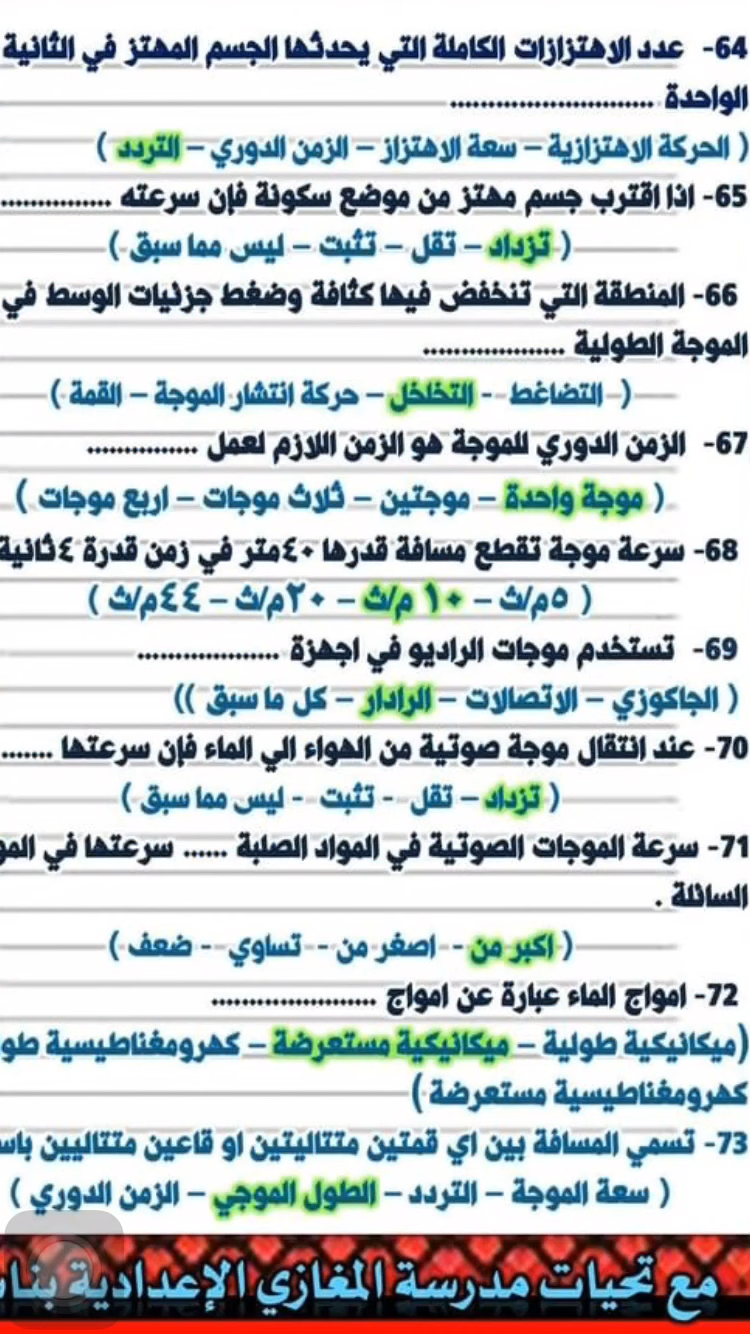 64- عدد الاهتزازات الكاملة التي يحدثها الجسم المهتز في الثانية
الواحدة ...........................
( الحركة الاهتزازية – سعة الاهتزاز – الزمن الدوري – التردد )
65- اذا اقترب جسم مهتز من موضع سكونة فإن سرعته ...............
( تزداد – تقل – تثبت – ليس مما سبق )
66- المنطقة التي تنخفض فيها كثافة وضغط جزئيات الوسط في
الموجة الطولية ...................
( التضاغط - التخلخل – حركة انتشار الموجة – القمة )
67- الزمن الدوري للموجة هو الزمن اللازم لعمل ...............
( موجة واحدة – موجتين – ثلاث موجات – اربع موجات )
68- سرعة موجة تقطع مسافة قدرها ٤٠متر في زمن قدرة ٤ثانية
( ٥م/ث – ١٠ م/ث – ٢٠م/ث – ٤٤م/ث )
69- تستخدم موجات الراديو في اجهزة ...................
( الجاكوزي – الاتصالات – الرادار – كل ما سبق ))
70- عند انتقال موجة صوتية من الهواء الي الماء فإن سرعتها .......
( تزداد – تقل - تثبت - ليس مما سبق )
71- سرعة الموجات الصوتية في المواد الصلبة ...... سرعتها في
السائلة .
( اكبر من - اصغر من - تساوي - ضعف )
72- امواج الماء عبارة عن امواج ......................
(ميكانيكية طولية – ميكانيكية مستعرضة – كهرومغناطيسية
كهرومغناطيسية مستعرضة )
73- تسمي المسافة بين اي قمتين متتاليتين او قاعين متتاليين
( سعة الموجة – التردد – الطول الموجي – الزمن الدوري )
مع تحيات مدرسة المغازي الإعدادية